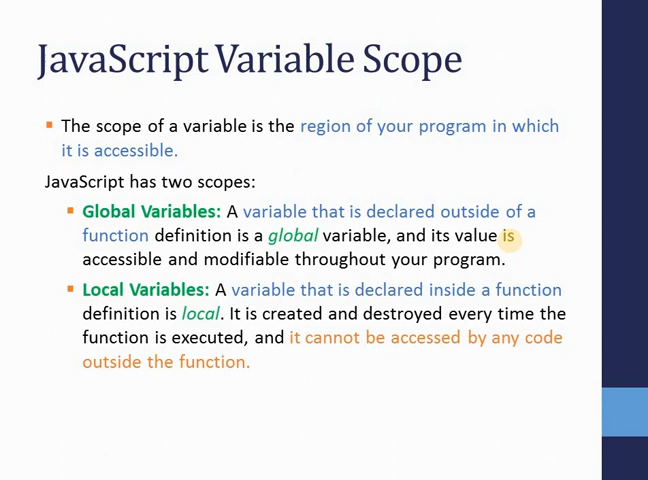 JavaScript Variable Scope
The scope of a variable is the region of your program in which
it is accessible.
JavaScript has two scopes:
Global Variables: A variable that is declared outside of a
function definition is a global variable, and its value is
accessible and modifiable throughout your program.
Local Variables: A variable that is declared inside a function
definition is local. It is created and destroyed every time the
function is executed, and it cannot be accessed by any code
outside the function.